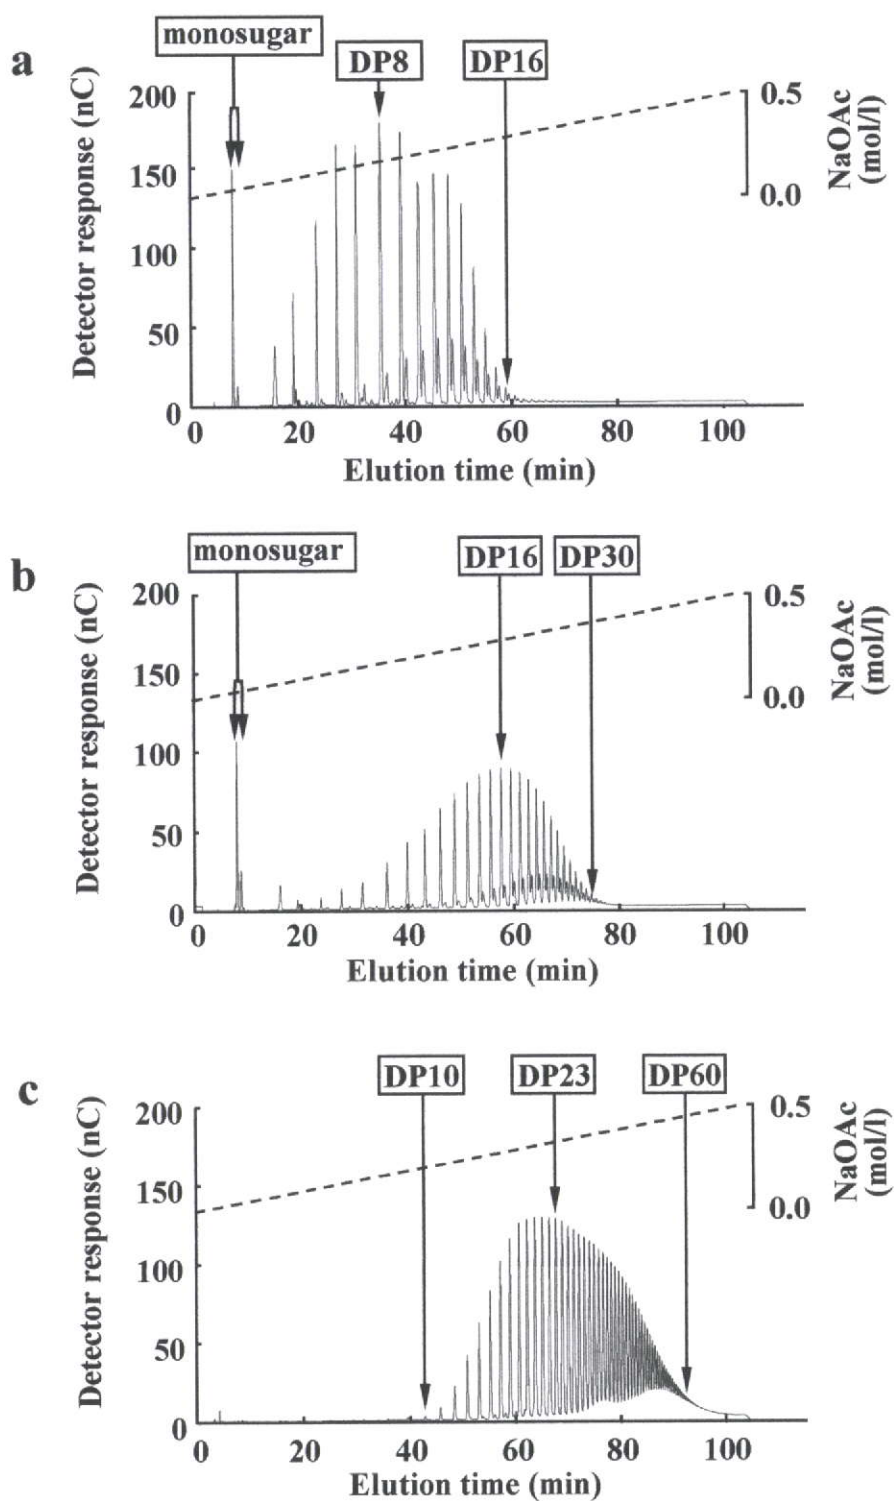 a
monosugar
DP8
DP16
Detector response (nC)
200
150
100
50
0
0.5
0.0
NaOAc
(mol/l)
0 20 40 60 80 100
Elution time (min)
b
monosugar
DP16
DP30
Detector response (nC)
200
150
100
50
0
0.5
0.0
NaOAc
(mol/l)
0 20 40 60 80 100
Elution time (min)
c
DP10
DP23
DP60
Detector response (nC)
200
150
100
50
0
0.5
0.0
NaOAc
(mol/l)
0 20 40 60 80 100
Elution time (min)